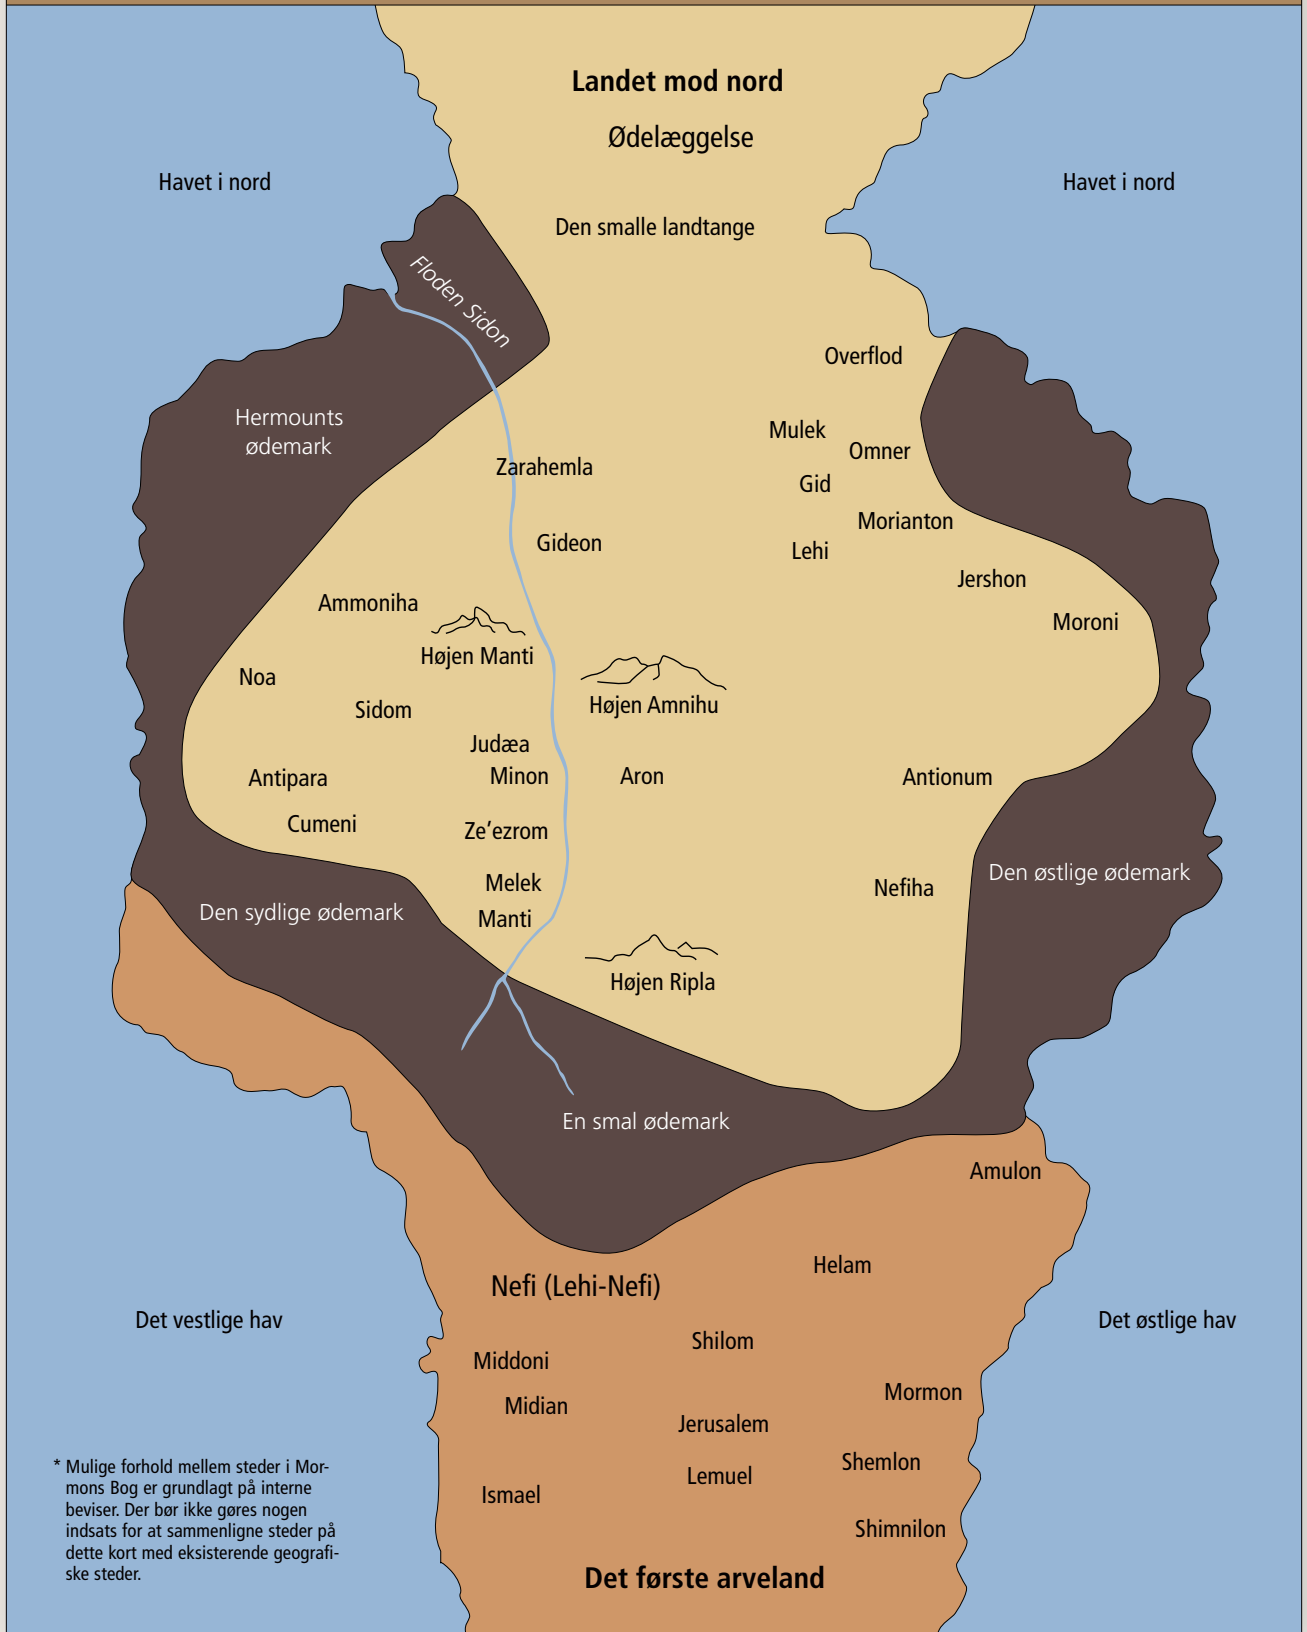 Landet mod nord
Ødelæggelse
Havet i nord
Havet i nord
Den smalle landtange
Floden Sidon
Overflod
Hermounts
ødemark
Mulek
Omner
Zarahemla
Gid
Morianton
Gideon
Lehi
Jershon
Ammoniha
Moroni
Højen Manti
Noa
Højen Amnihu
Sidom
Judæa
Minon
Aron
Antipara
Antionum
Cumeni
Ze’ezrom
Den østlige ødemark
Melek
Nefiha
Den sydlige ødemark
Manti
Højen Ripla
En smal ødemark
Amulon
Helam
Nefi (Lehi-Nefi)
Det vestlige hav
Det østlige hav
Shilom
Middoni
Mormon
Midian
Jerusalem
Shemlon
Lemuel
Ismael
Shimnilon
Det første arveland
* Mulige forhold mellem steder i Mor-
mons Bog er grundlagt på interne
beviser. Der bør ikke gøres nogen
indsats for at sammenligne steder på
dette kort med eksisterende geografi-
ske steder.